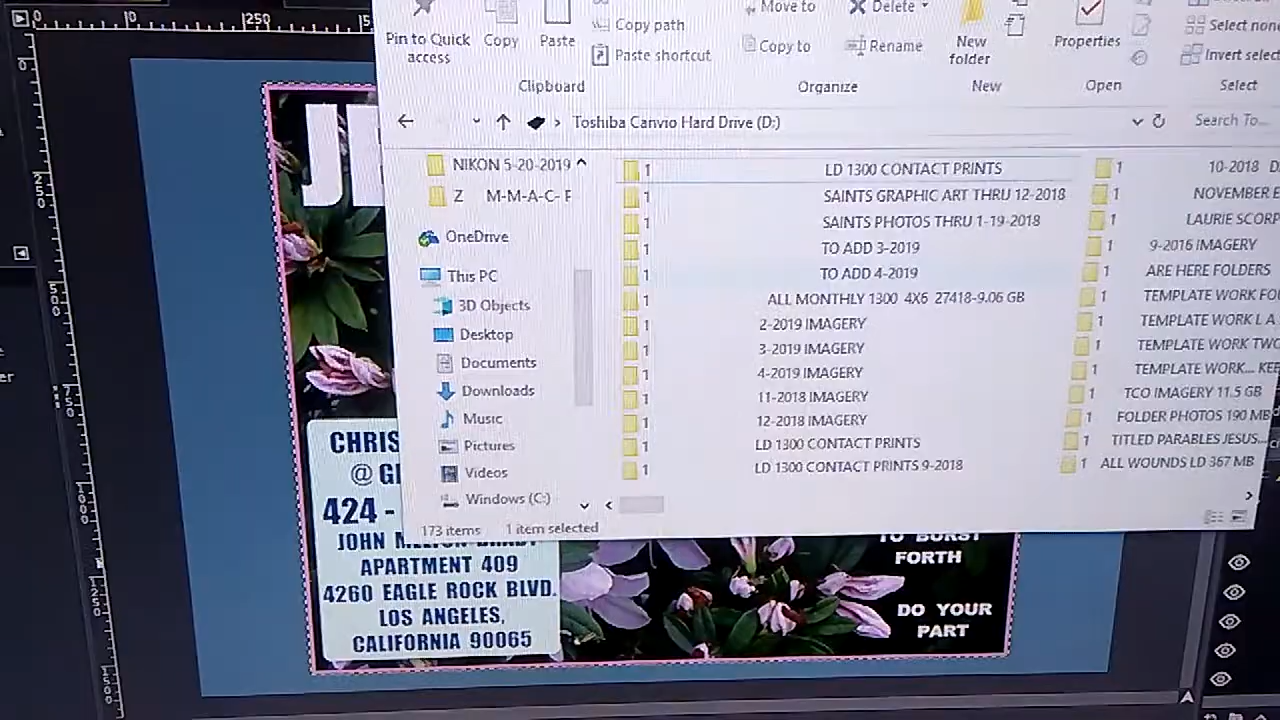 0
250
Pin to Quick access
Copy
Paste
Copy path
Paste shortcut
Move to
Copy to
Delete
Rename
New folder
Properties
Select none
Invert selec
Clipboard
Organize
New
Open
Select
Toshiba Canvio Hard Drive (D:)
Search To...
NIKON 5-20-2019
Z M-M-A-C- F
OneDrive
This PC
3D Objects
Desktop
Documents
Downloads
Music
Pictures
Videos
Windows (C:)
1 LD 1300 CONTACT PRINTS
1 SAINTS GRAPHIC ART THRU 12-2018
1 SAINTS PHOTOS THRU 1-19-2018
1 TO ADD 3-2019
1 TO ADD 4-2019
1 ALL MONTHLY 1300 4X6 27418-9.06 GB
1 2-2019 IMAGERY
1 3-2019 IMAGERY
1 4-2019 IMAGERY
1 11-2018 IMAGERY
1 12-2018 IMAGERY
1 LD 1300 CONTACT PRINTS
1 LD 1300 CONTACT PRINTS 9-2018
1 10-2018 D
1 NOVEMBER E
1 LAURIE SCORP
1 9-2016 IMAGERY
1 ARE HERE FOLDERS
1 TEMPLATE WORK FOU
1 TEMPLATE WORK L A
1 TEMPLATE WORK TWO
1 TEMPLATE WORK... KEE
1 TCO IMAGERY 11.5 GB
1 FOLDER PHOTOS 190 MB
1 TITLED PARABLES JESUS...
1 ALL WOUNDS LD 367 MB
173 items
1 item selected
CHRIS
@ G
424 -
JOHN
APARTMENT 409
4260 EAGLE ROCK BLVD.
LOS ANGELES,
CALIFORNIA 90065
TO BURST
FORTH
DO YOUR
PART